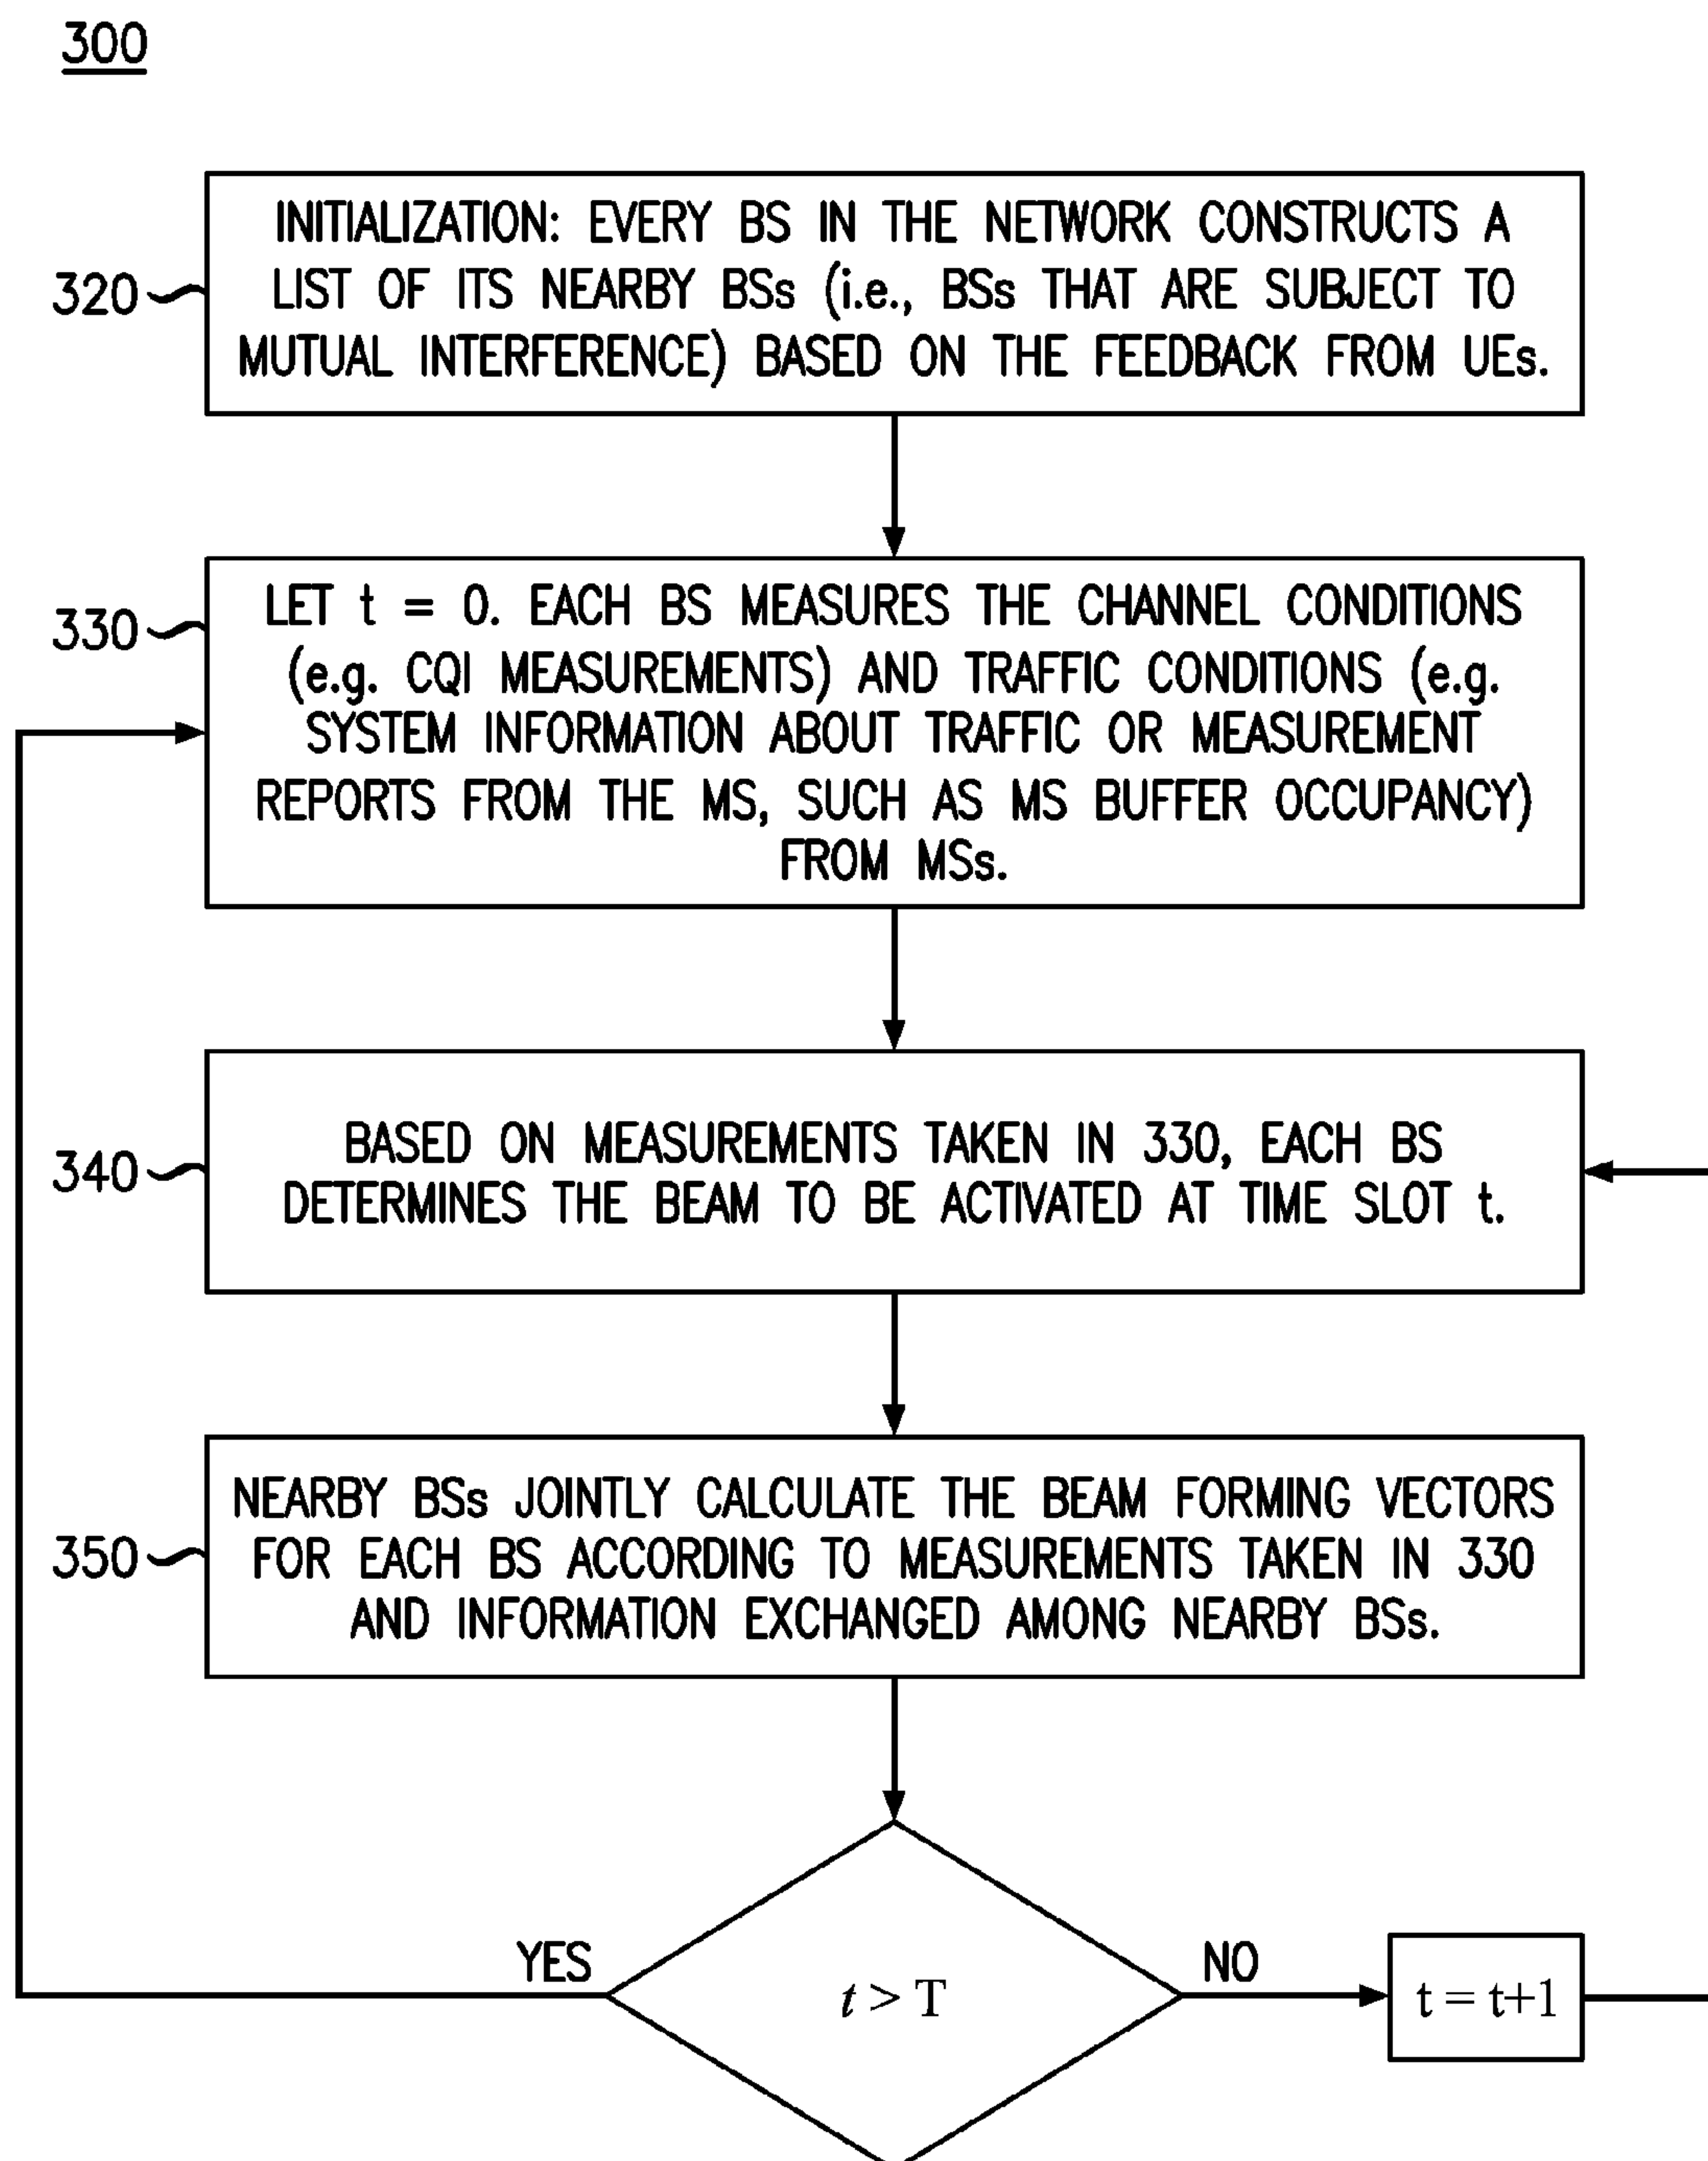 300
320
INITIALIZATION: EVERY BS IN THE NETWORK CONSTRUCTS A
LIST OF ITS NEARBY BSs (i.e., BSs THAT ARE SUBJECT TO
MUTUAL INTERFERENCE) BASED ON THE FEEDBACK FROM UEs.
330
LET t = 0. EACH BS MEASURES THE CHANNEL CONDITIONS
(e.g. CQI MEASUREMENTS) AND TRAFFIC CONDITIONS (e.g.
SYSTEM INFORMATION ABOUT TRAFFIC OR MEASUREMENT
REPORTS FROM THE MS, SUCH AS MS BUFFER OCCUPANCY)
FROM MSs.
340
BASED ON MEASUREMENTS TAKEN IN 330, EACH BS
DETERMINES THE BEAM TO BE ACTIVATED AT TIME SLOT t.
350
NEARBY BSs JOINTLY CALCULATE THE BEAM FORMING VECTORS
FOR EACH BS ACCORDING TO MEASUREMENTS TAKEN IN 330
AND INFORMATION EXCHANGED AMONG NEARBY BSs.
YES
t > T
NO
t = t+1